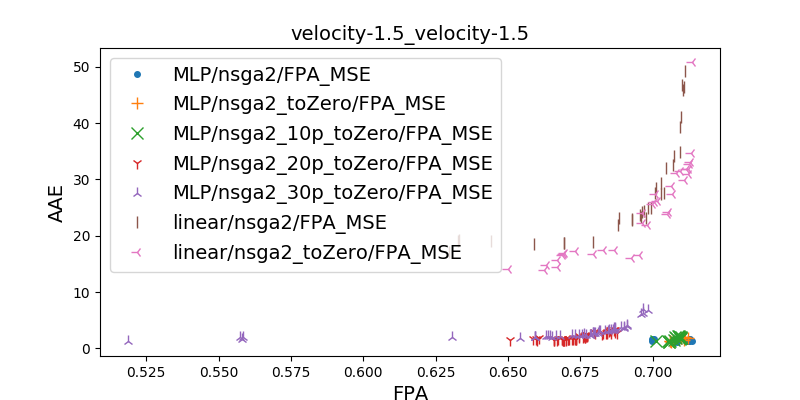 velocity-1.5_velocity-1.5
AAE
50
40
30
20
10
0
MLP/nsga2/FPA_MSE
MLP/nsga2_toZero/FPA_MSE
MLP/nsga2_10p_toZero/FPA_MSE
MLP/nsga2_20p_toZero/FPA_MSE
MLP/nsga2_30p_toZero/FPA_MSE
linear/nsga2/FPA_MSE
linear/nsga2_toZero/FPA_MSE
0.525 0.550 0.575 0.600 0.625 0.650 0.675 0.700
FPA